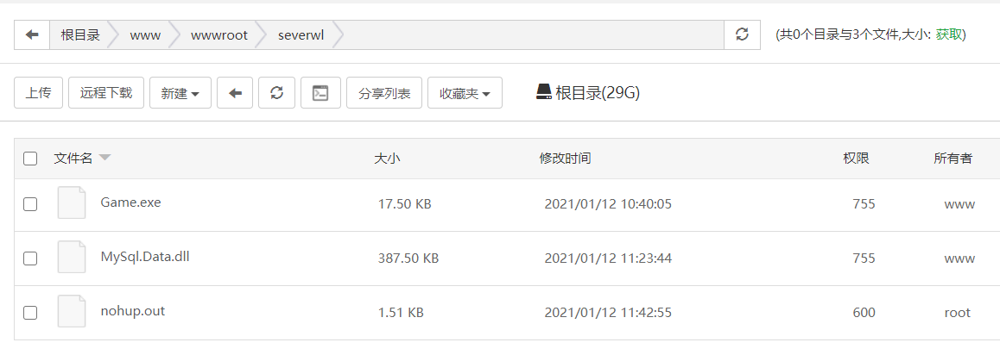 根目录 www wwwroot severwl (共0个目录与3个文件,大小: 获取)
上传 远程下载 新建 分享列表 收藏夹 根目录(29G)
文件名 大小 修改时间 权限 所有者
Game.exe 17.50 KB 2021/01/12 10:40:05 755 www
MySql.Data.dll 387.50 KB 2021/01/12 11:23:44 755 www
nohup.out 1.51 KB 2021/01/12 11:42:55 600 root